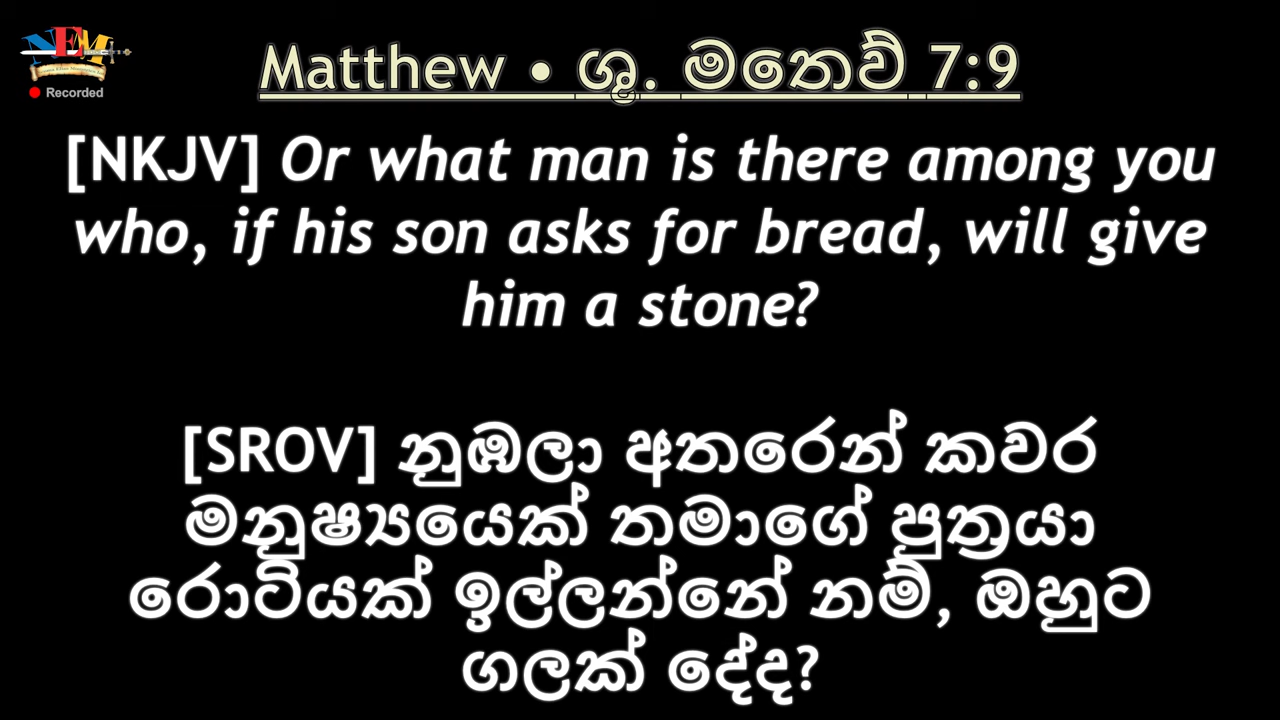 NEM
Recorded
Matthew • ශු. මතෙව් 7:9
[NKJV] Or what man is there among you
who, if his son asks for bread, will give
him a stone?
[SROV] නුඹලා අතරෙන් කවර
මනුෂ්‍යයෙක් තමාගේ පුත්‍රයා
රොටියක් ඉල්ලන්නේ නම්, ඔහුට
ගලක් දේද?